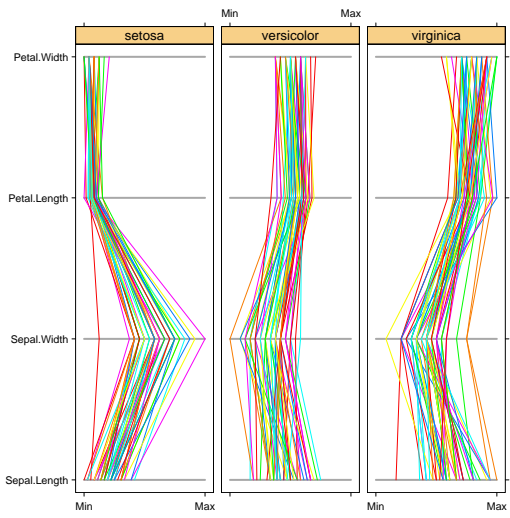 Min Max
setosa versicolor virginica
Petal.Width
Petal.Length
Sepal.Width
Sepal.Length
Min Max Min Max